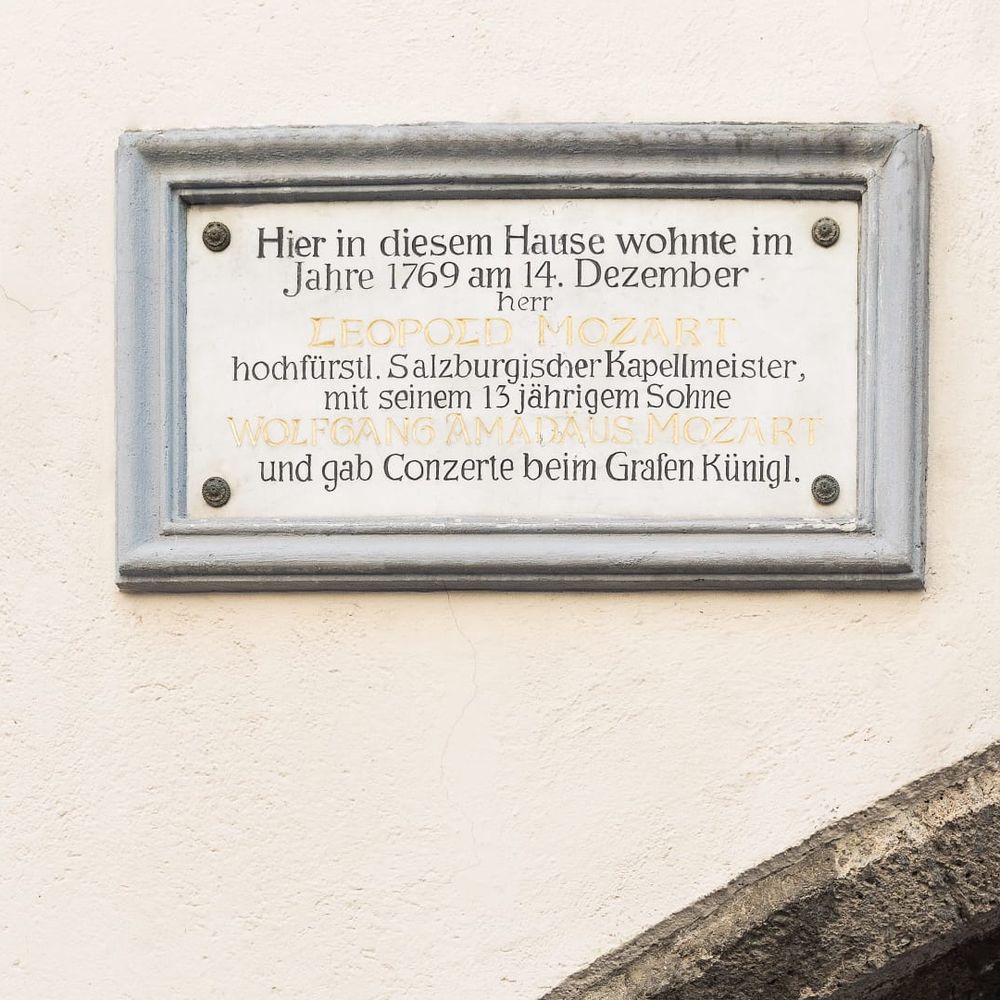 Hier in diesem Hause wohnte im
Jahre 1769 am 14. Dezember
herr
LEOPOLD MOZART
hochfürstl. Salzburgischer Kapellmeister,
mit seinem 13 jährigem Sohne
WOLFGANG AMADÄUS MOZART
und gab Conzerte beim Grafen Künigl.